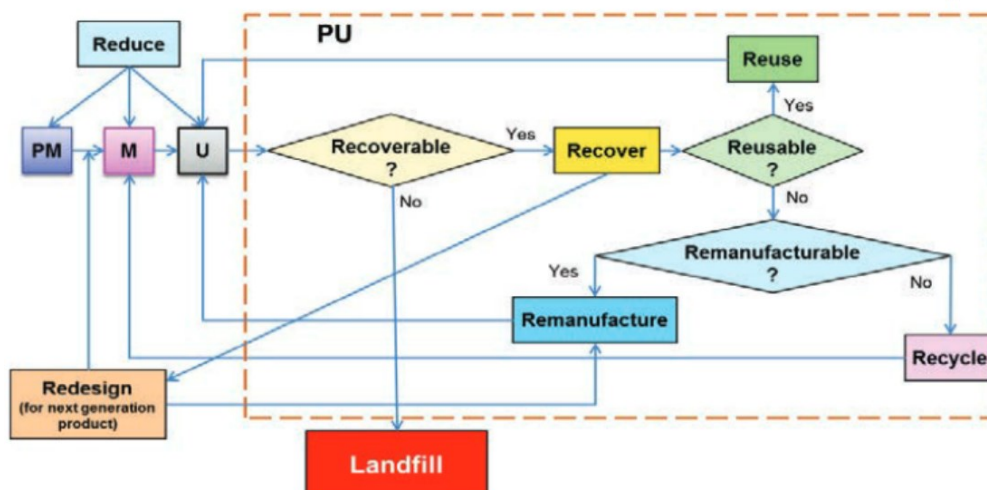 PU
Reduce
Reuse
Yes
PM
M
U
Recoverable
?
Yes
Recover
Reusable
?
No
No
Remanufacturable
?
Yes
No
Remanufacture
Recycle
Redesign
(for next generation
product)
Landfill